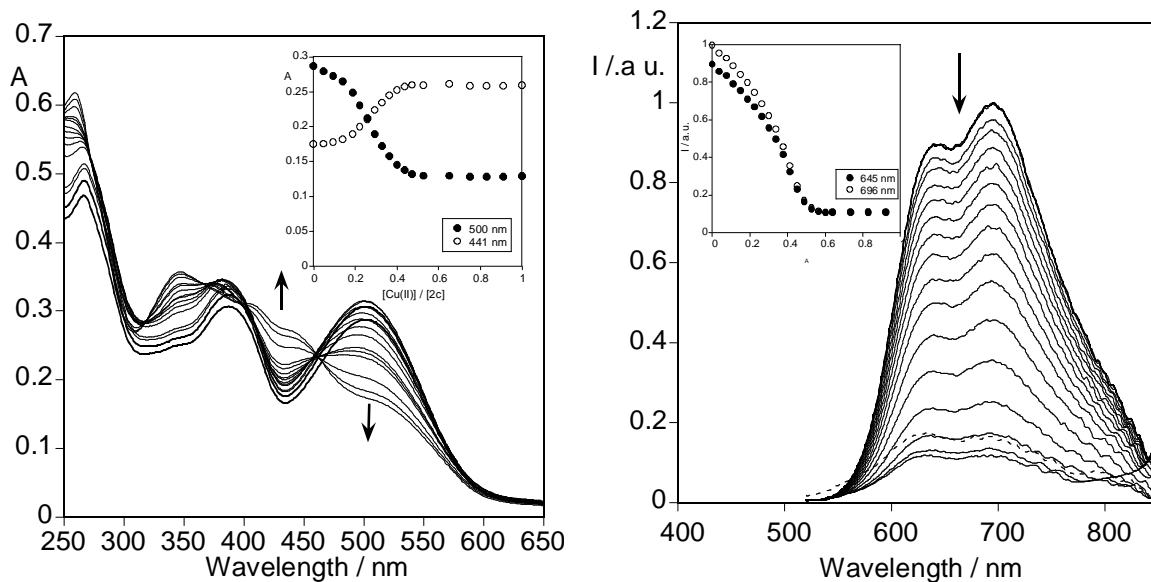 0.7
A
0.6
0.5
0.4
0.3
0.2
0.1
0
250 300 350 400 450 500 550 600 650
Wavelength / nm
0.3
A
0.25
0.2
0.15
0.1
0.05
0
0 0.2 0.4 0.6 0.8 1
[Cu(II)] / [2c]
500 nm
441 nm
1.2
I /.a u.
1
0.8
0.6
0.4
0.2
0
400 500 600 700 800
Wavelength / nm
1
0.8
I / a.u.
0.6
0.4
0.2
0
0 0.2 0.4 0.6 0.8
A
645 nm
696 nm